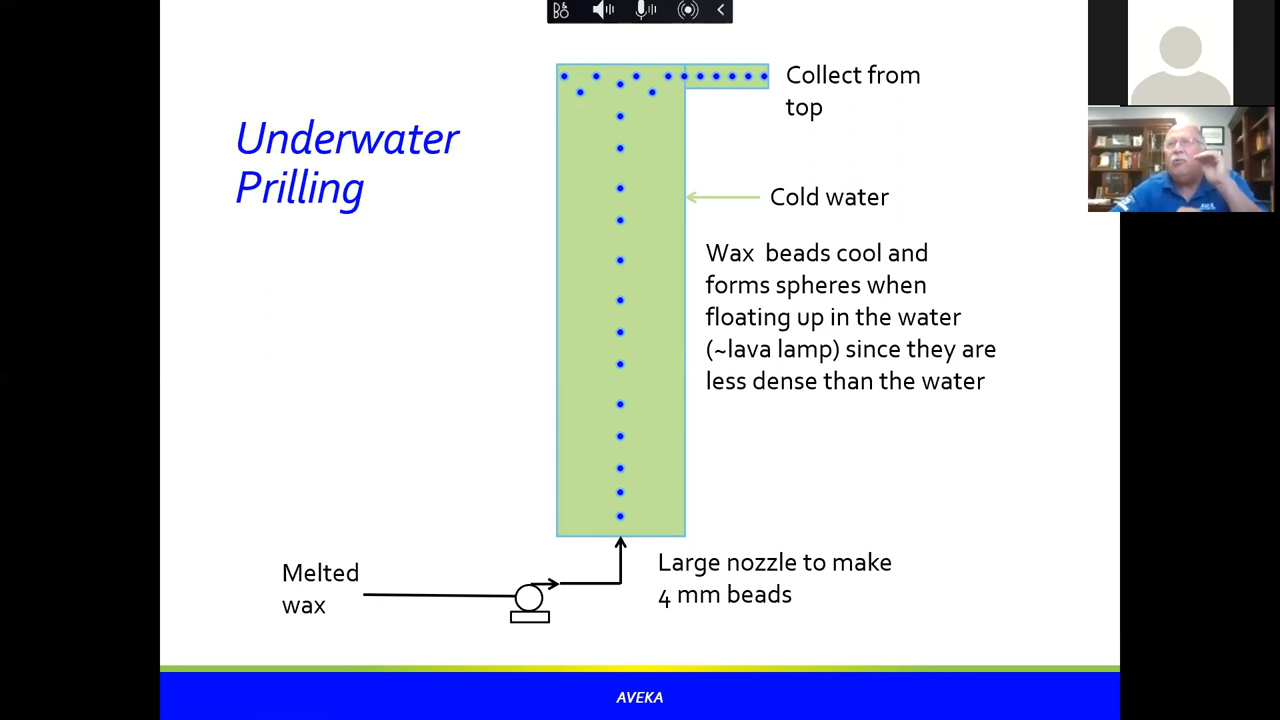 Underwater
Prilling
Collect from
top
Cold water
Wax beads cool and
forms spheres when
floating up in the water
(~lava lamp) since they are
less dense than the water
Melted
wax
Large nozzle to make
4 mm beads
AVEKA